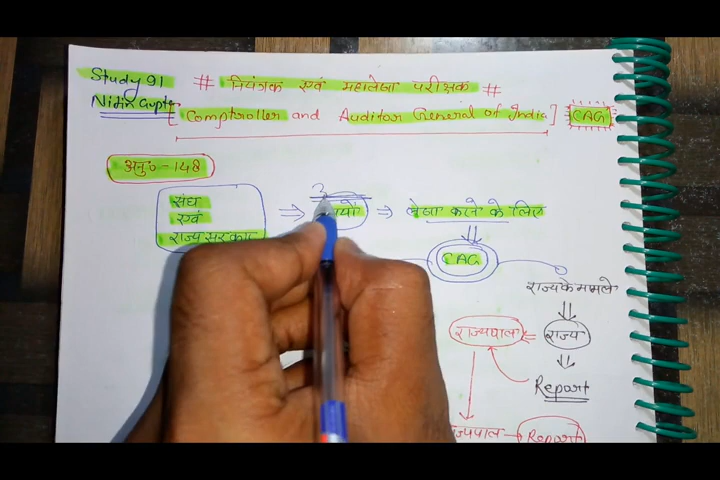 Study 91 # नियंत्रक एवं महालेखा परीक्षक #
Nitin Gupta [Comptroller and Auditor General of India] CAG
अनु०-148
संघ
एवं
राज्य सरकार
⇒ ⇒ लेखा करने के लिए
CAG
राज्य के मामले
राज्यपाल ⇐ राज्य
Report
Report